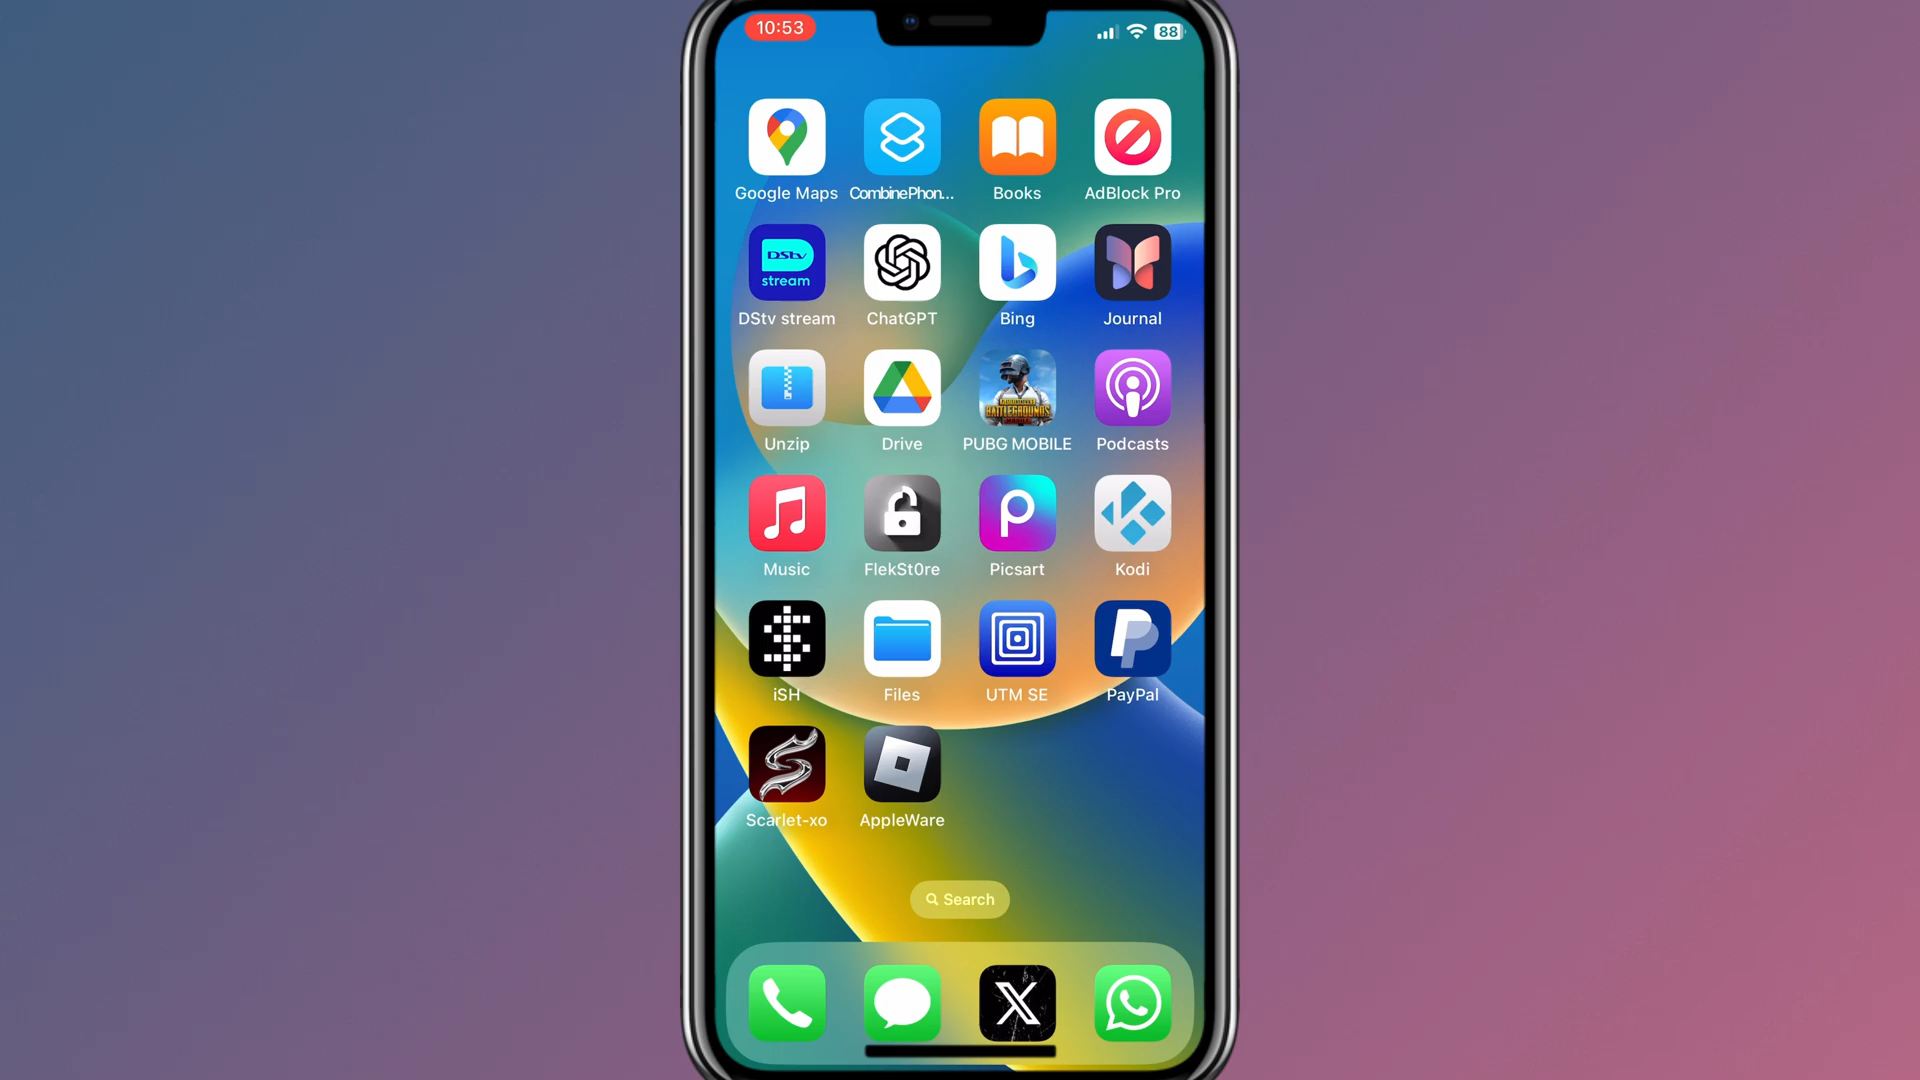 10:53
88
Google Maps
CombinePhon...
Books
AdBlock Pro
DStv
stream
DStv stream
ChatGPT
Bing
Journal
Unzip
Drive
BATTLEGROUNDS
PUBG MOBILE
Podcasts
Music
FlekSt0re
Picsart
Kodi
iSH
Files
UTM SE
PayPal
Scarlet-xo
AppleWare
Search